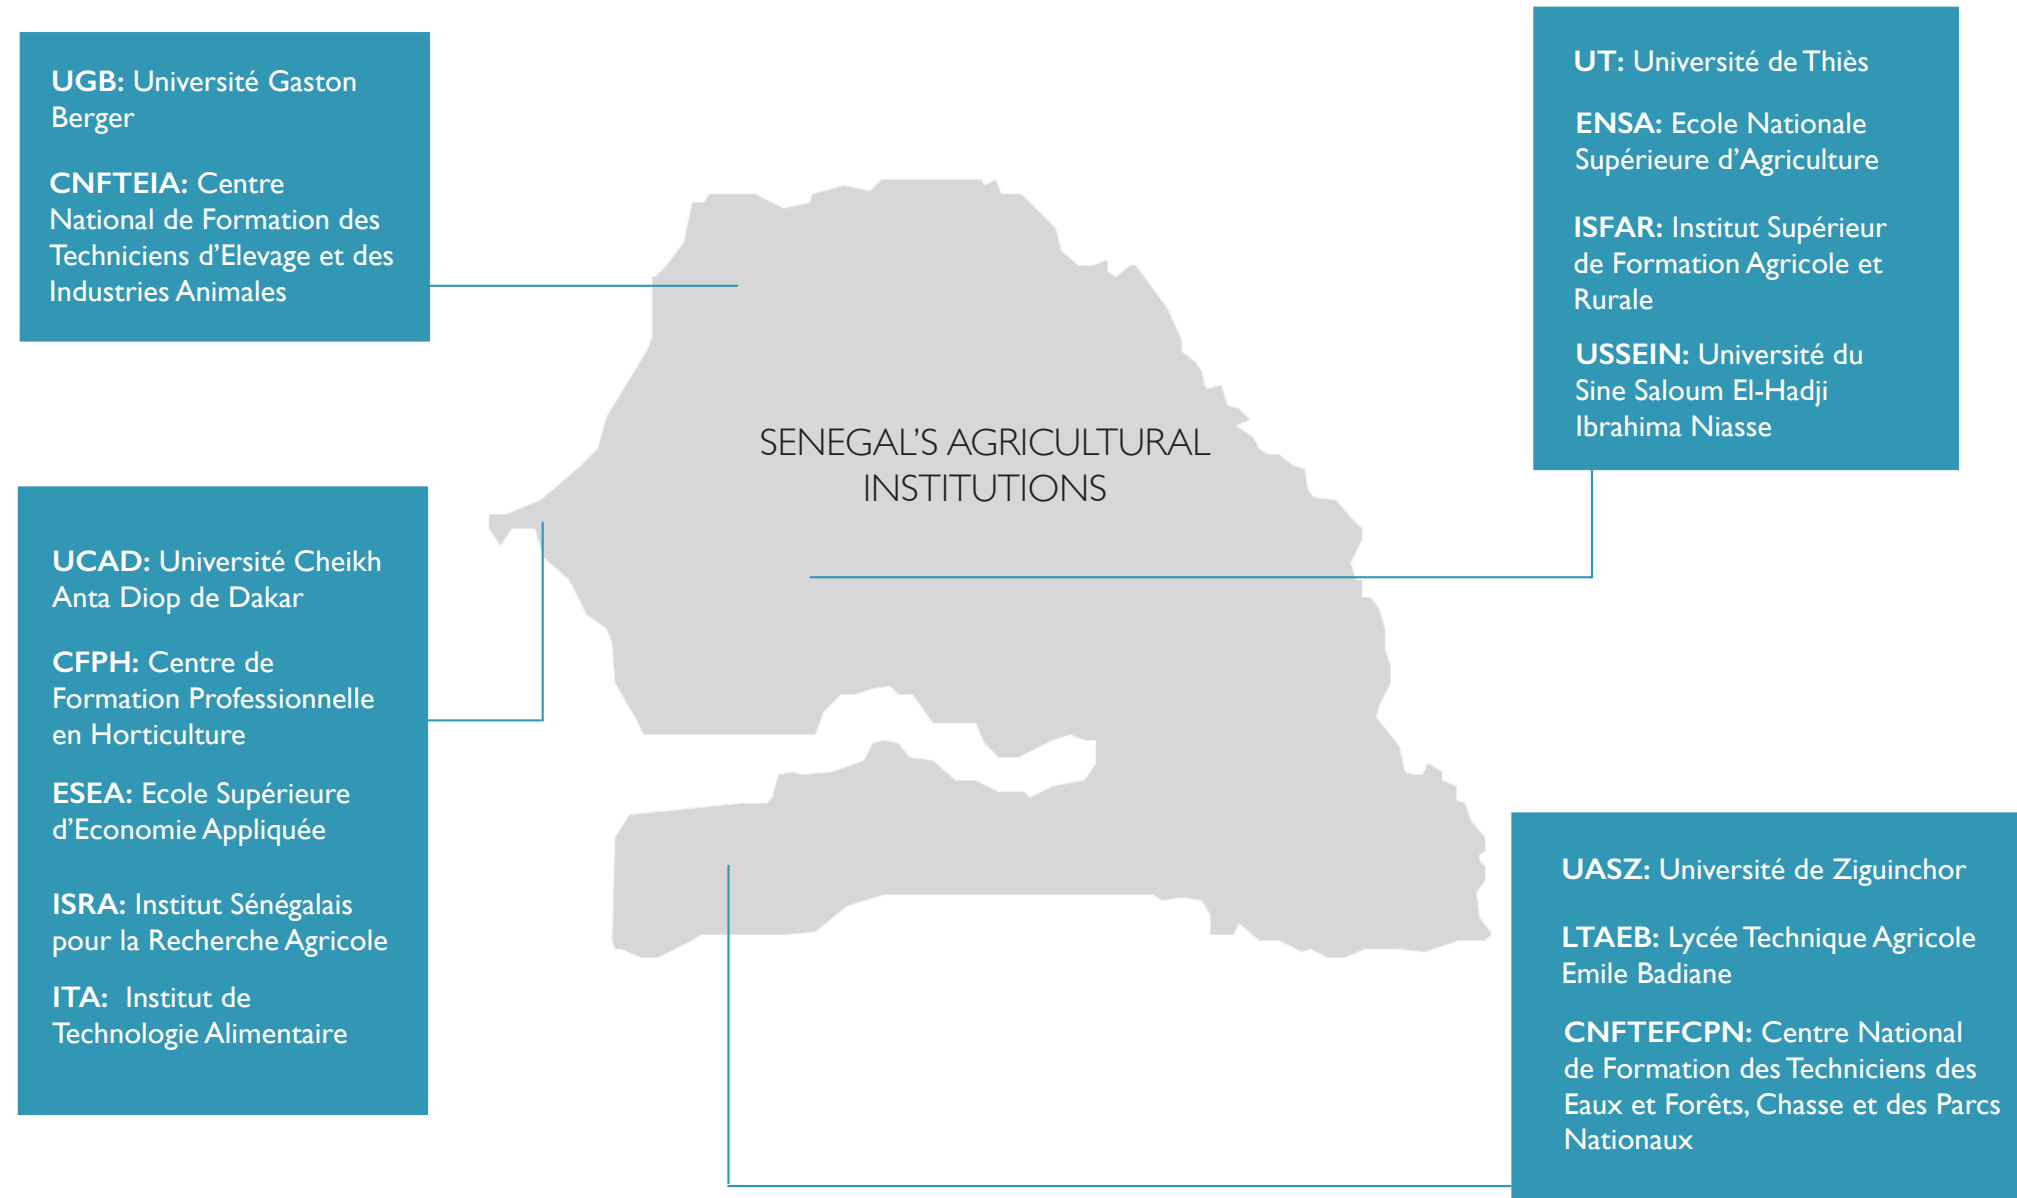 UGB: Université Gaston
Berger
CNFTEIA: Centre
National de Formation des
Techniciens d’Elevage et des
Industries Animales
UCAD: Université Cheikh
Anta Diop de Dakar
CFPH: Centre de
Formation Professionnelle
en Horticulture
ESEA: Ecole Supérieure
d’Economie Appliquée
ISRA: Institut Sénégalais
pour la Recherche Agricole
ITA: Institut de
Technologie Alimentaire
SENEGAL’S AGRICULTURAL
INSTITUTIONS
UT: Université de Thiès
ENSA: Ecole Nationale
Supérieure d’Agriculture
ISFAR: Institut Supérieur
de Formation Agricole et
Rurale
USSEIN: Université du
Sine Saloum El-Hadji
Ibrahima Niasse
UASZ: Université de Ziguinchor
LTAEB: Lycée Technique Agricole
Emile Badiane
CNFTEFCPN: Centre National
de Formation des Techniciens des
Eaux et Forêts, Chasse et des Parcs
Nationaux